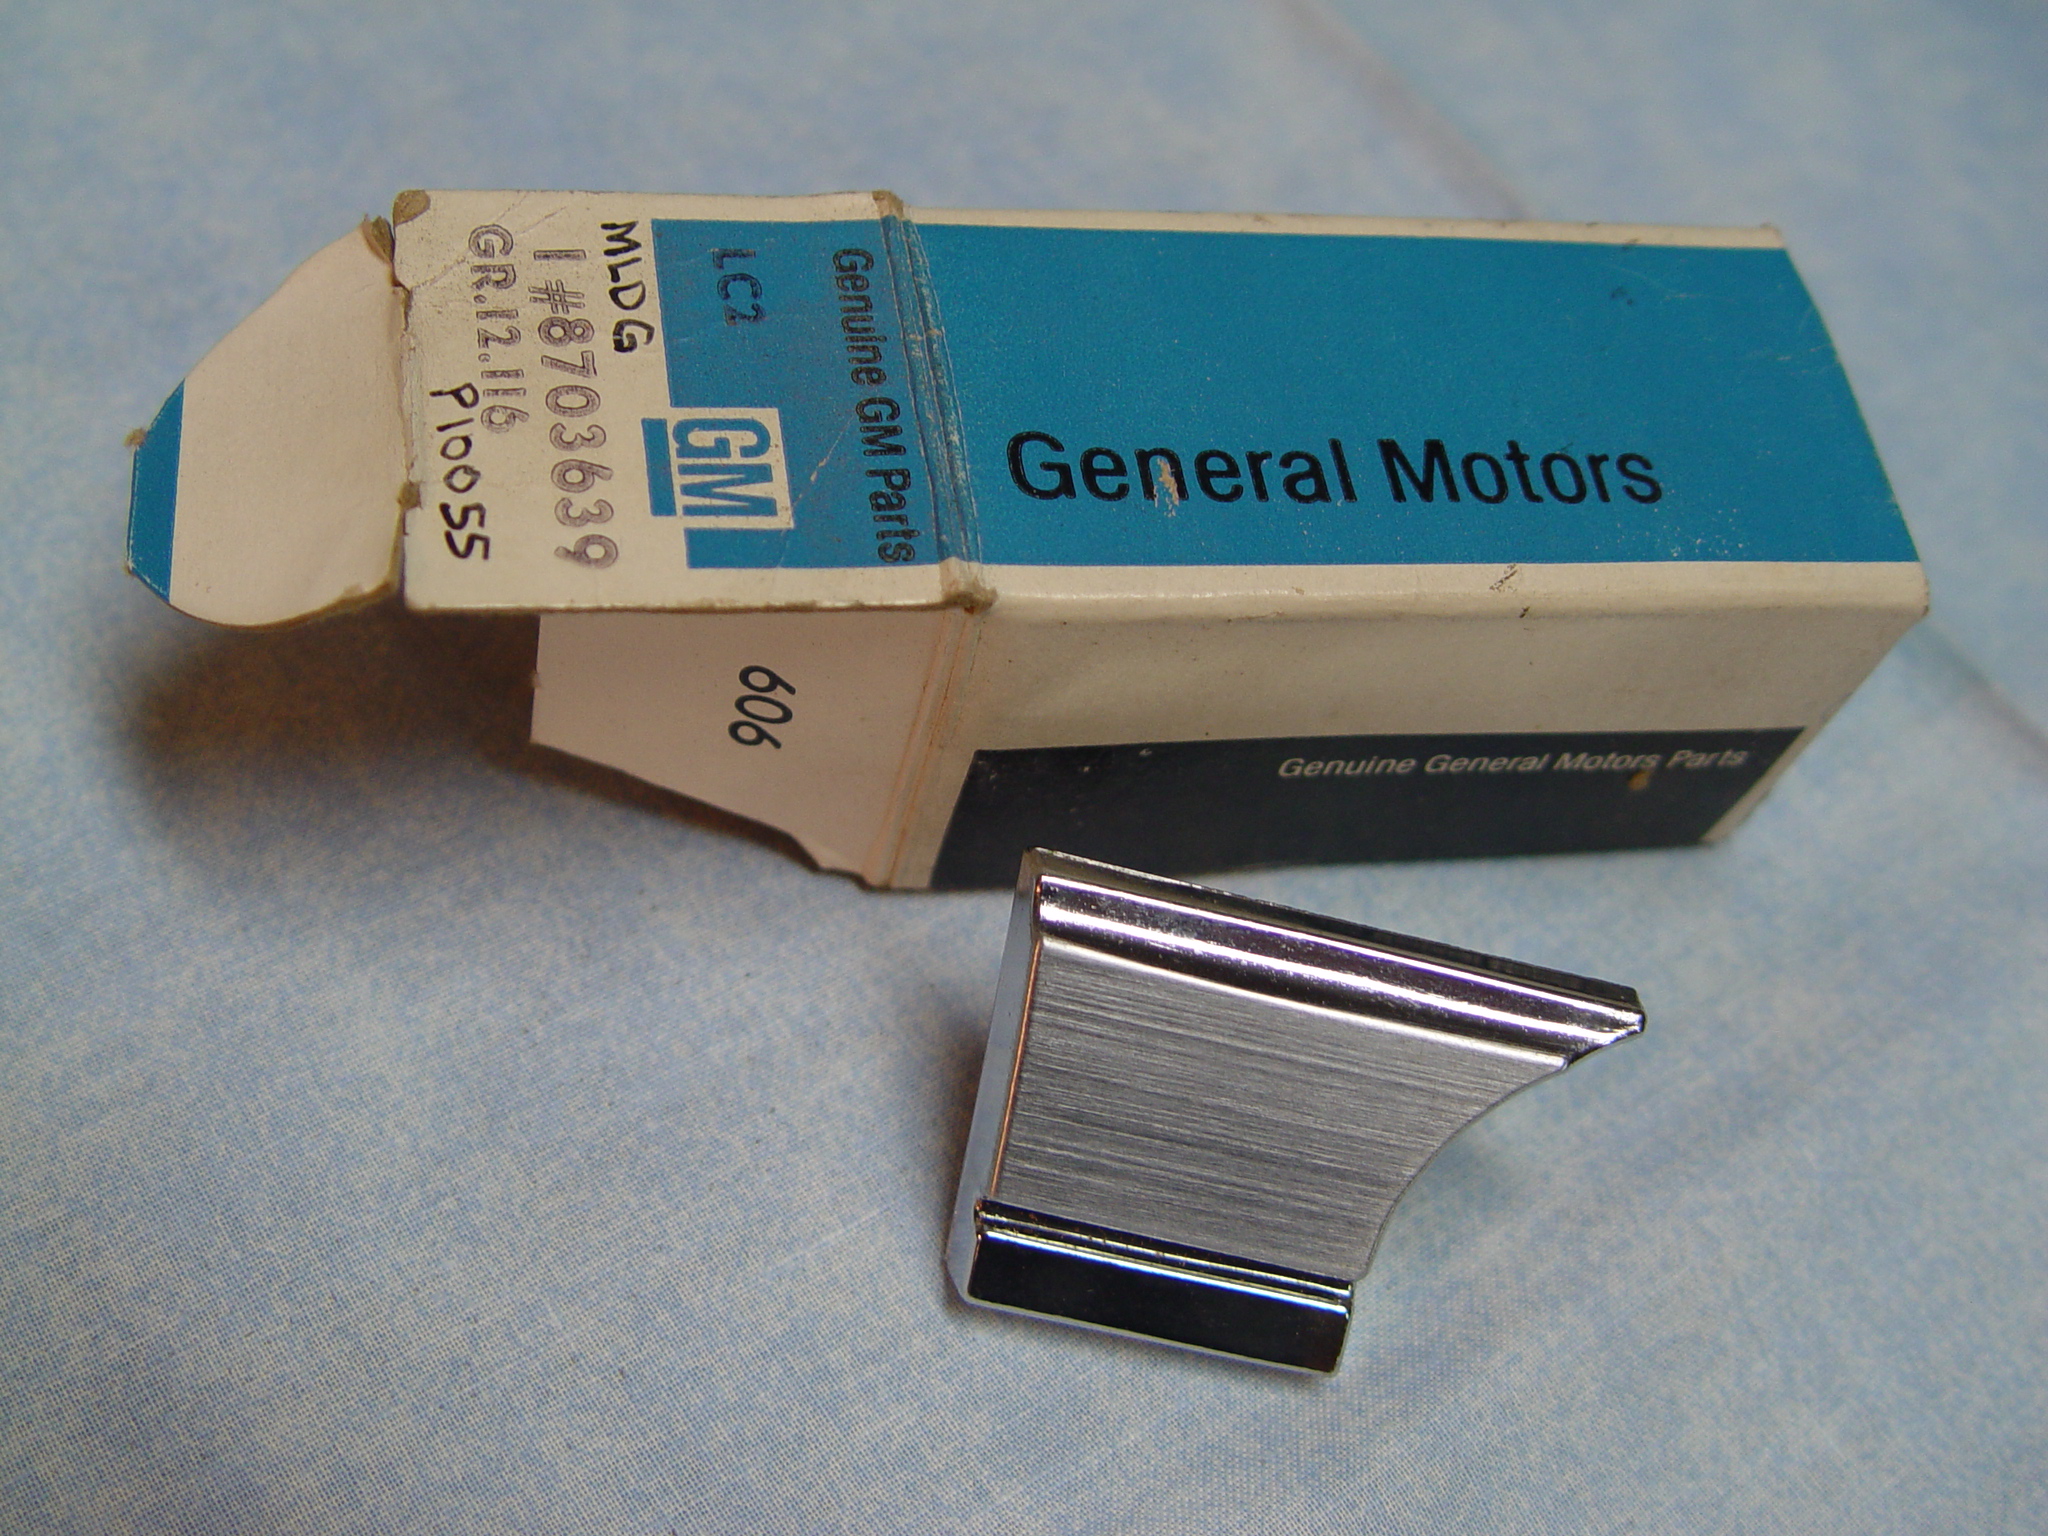 General Motors
Genuine General Motors Parts
Genuine GM Parts
LC2
GM
MLDG
1 #8703639
GR.12.116
P10055
606